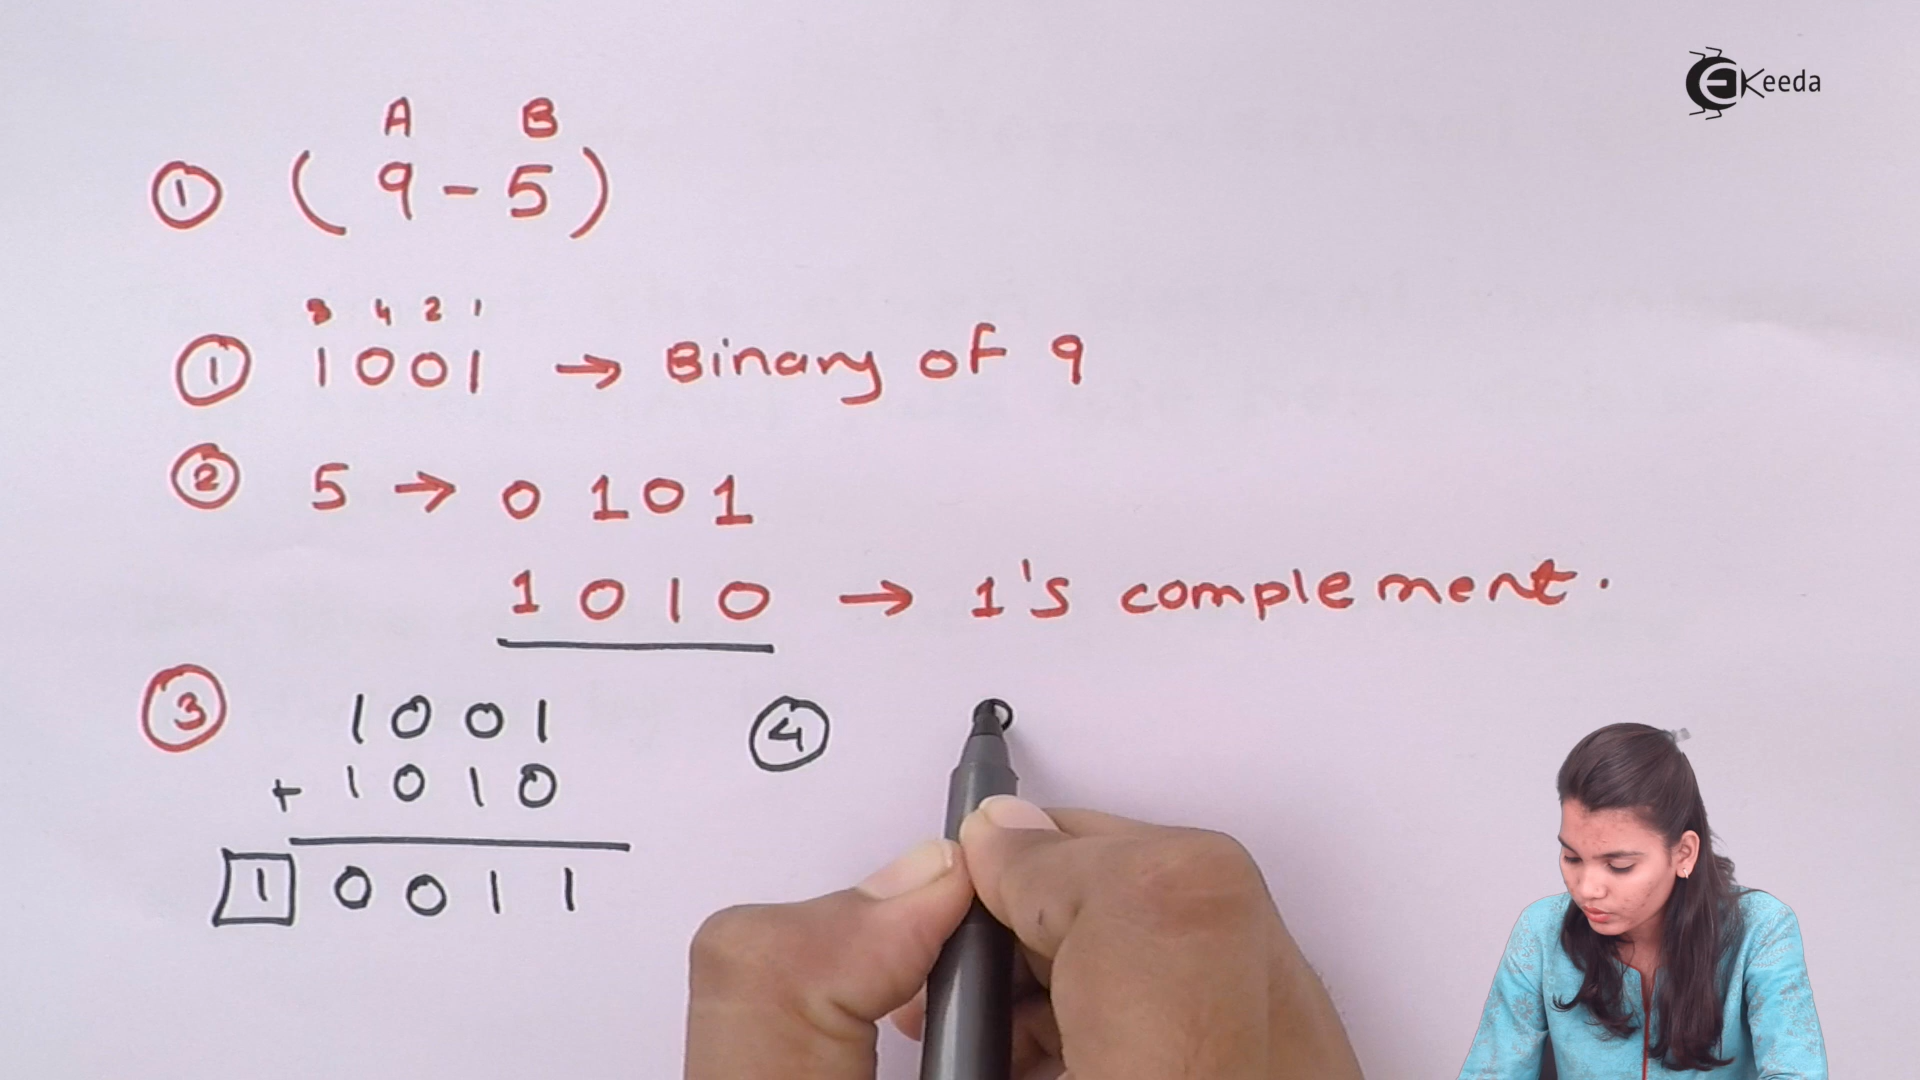 EKeeda
A B
① ( 9 - 5 )
8 4 2 1
① 1 0 0 1 → Binary of 9
② 5 → 0 1 0 1
1 0 1 0 → 1's complement.
③ 1 0 0 1
+ 1 0 1 0
1 0 0 1 1
④ 0